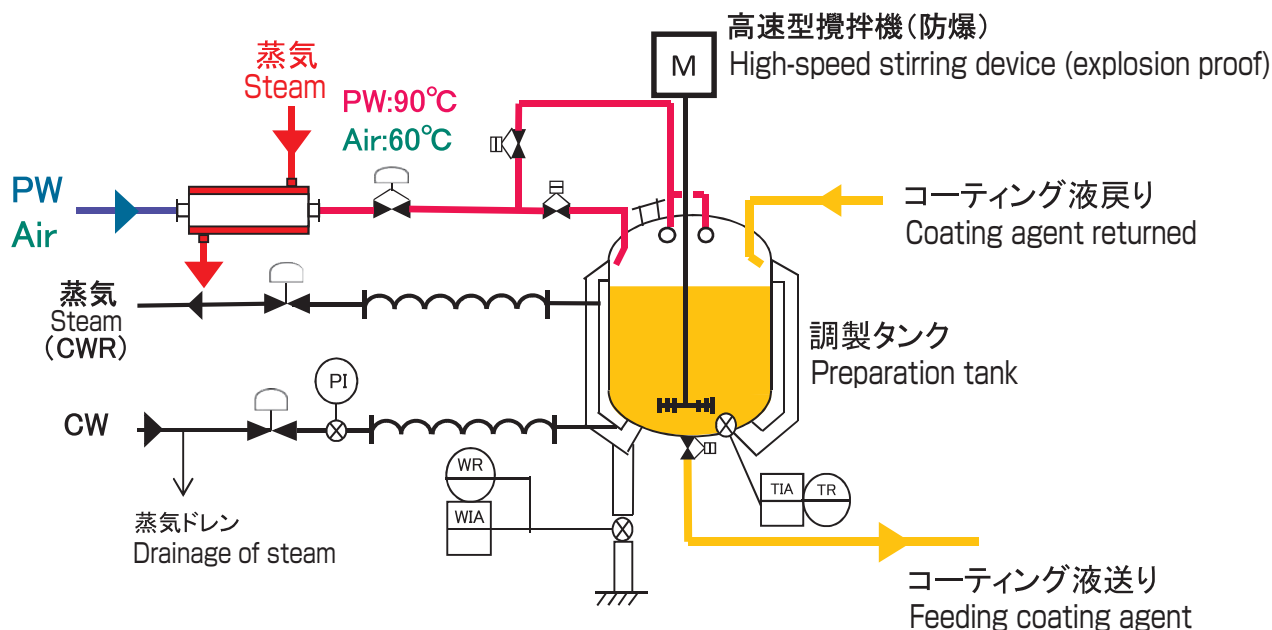 高速型攪拌機（防爆）
High-speed stirring device (explosion proof)
M
蒸気
Steam
PW:90℃
Air:60℃
PW
Air
コーティング液戻り
Coating agent returned
蒸気
Steam
(CWR)
調製タンク
Preparation tank
PI
CW
WR
WIA
TIA
TR
蒸気ドレン
Drainage of steam
コーティング液送り
Feeding coating agent